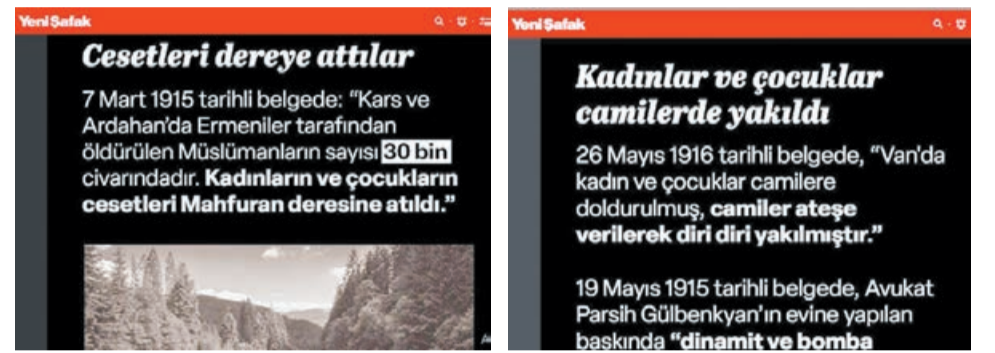 Yeni Şafak
Cesetleri dereye attılar
7 Mart 1915 tarihli belgede: “Kars ve
Ardahan’da Ermeniler tarafından
öldürülen Müslümanların sayısı 30 bin
civarındadır. Kadınların ve çocukların
cesetleri Mahfuran deresine atıldı.”
Yeni Şafak
Kadınlar ve çocuklar
camilerde yakıldı
26 Mayıs 1916 tarihli belgede, “Van'da
kadın ve çocuklar camilere
doldurulmuş, camiler ateşe
verilerek diri diri yakılmıştır.”
19 Mayıs 1915 tarihli belgede, Avukat
Parsih Gülbenkyan’ın evine yapılan
baskında “dinamit ve bomba